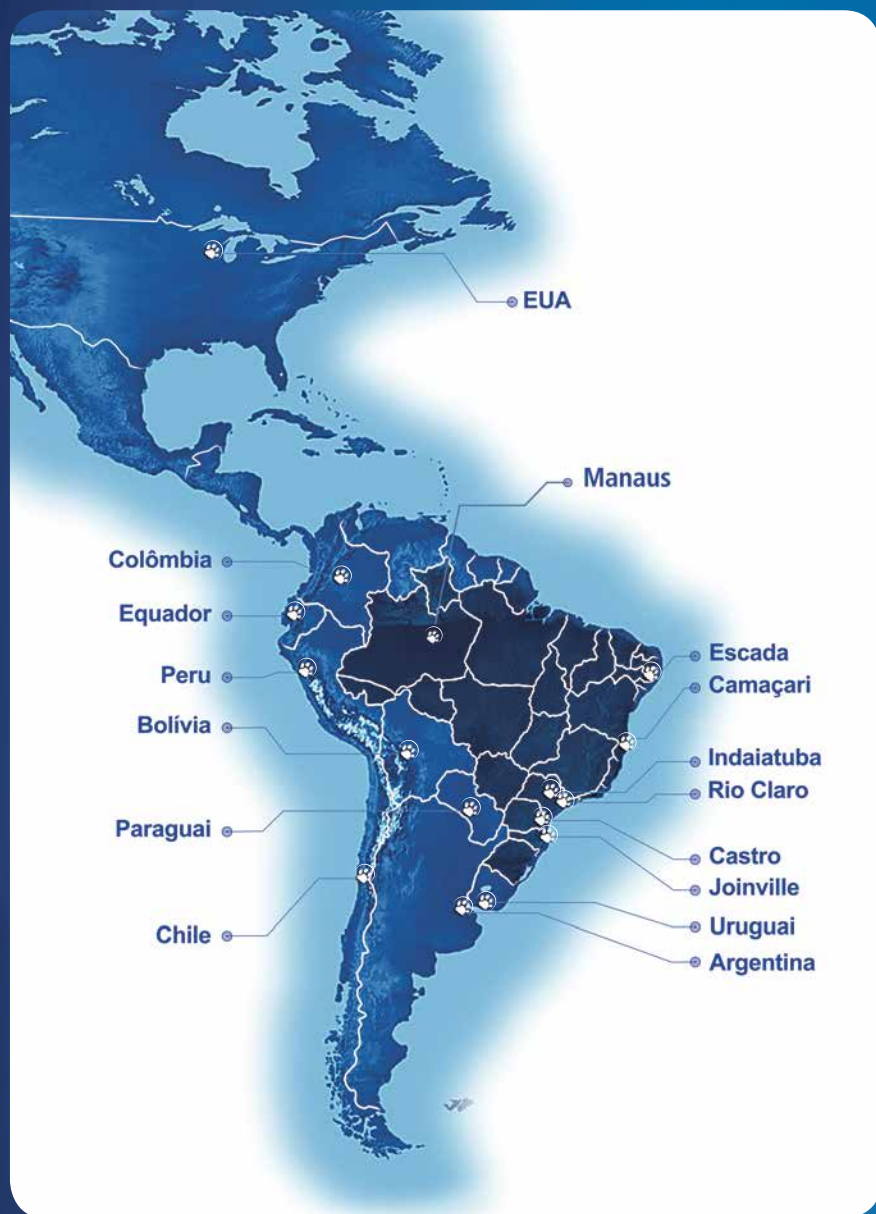 EUA
Manaus
Colômbia
Equador
Peru
Bolívia
Paraguai
Chile
Escada
Camaçari
Indaiatuba
Rio Claro
Castro
Joinville
Uruguai
Argentina